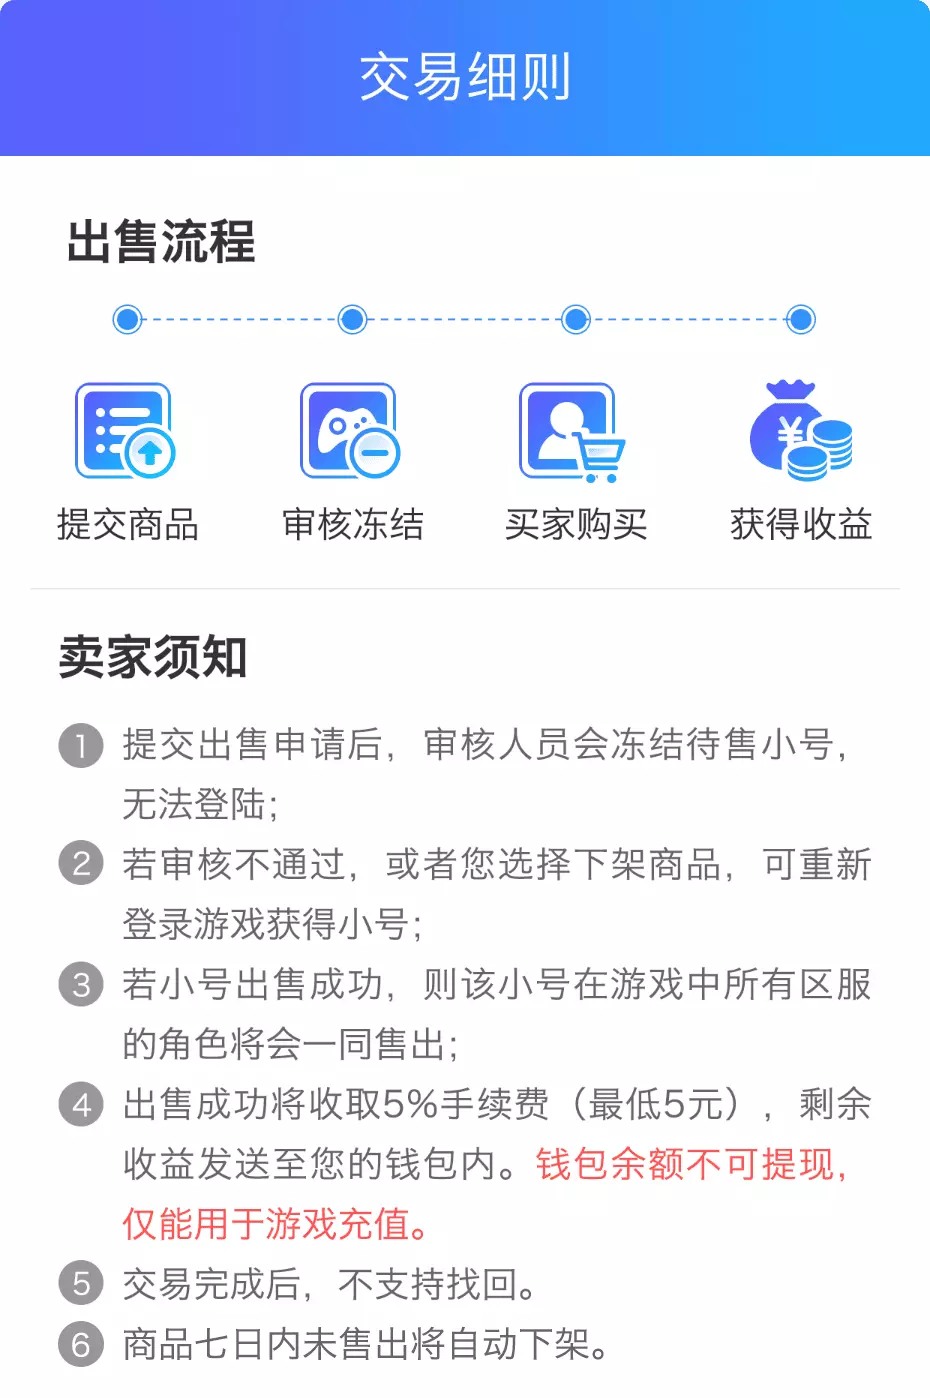 交易细则
出售流程
提交商品 审核冻结 买家购买 获得收益
卖家须知
1 提交出售申请后，审核人员会冻结待售小号，
无法登陆；
2 若审核不通过，或者您选择下架商品，可重新
登录游戏获得小号；
3 若小号出售成功，则该小号在游戏中所有区服
的角色将会一同售出；
4 出售成功将收取5%手续费（最低5元），剩余
收益发送至您的钱包内。钱包余额不可提现，
仅能用于游戏充值。
5 交易完成后，不支持找回。
6 商品七日内未售出将自动下架。